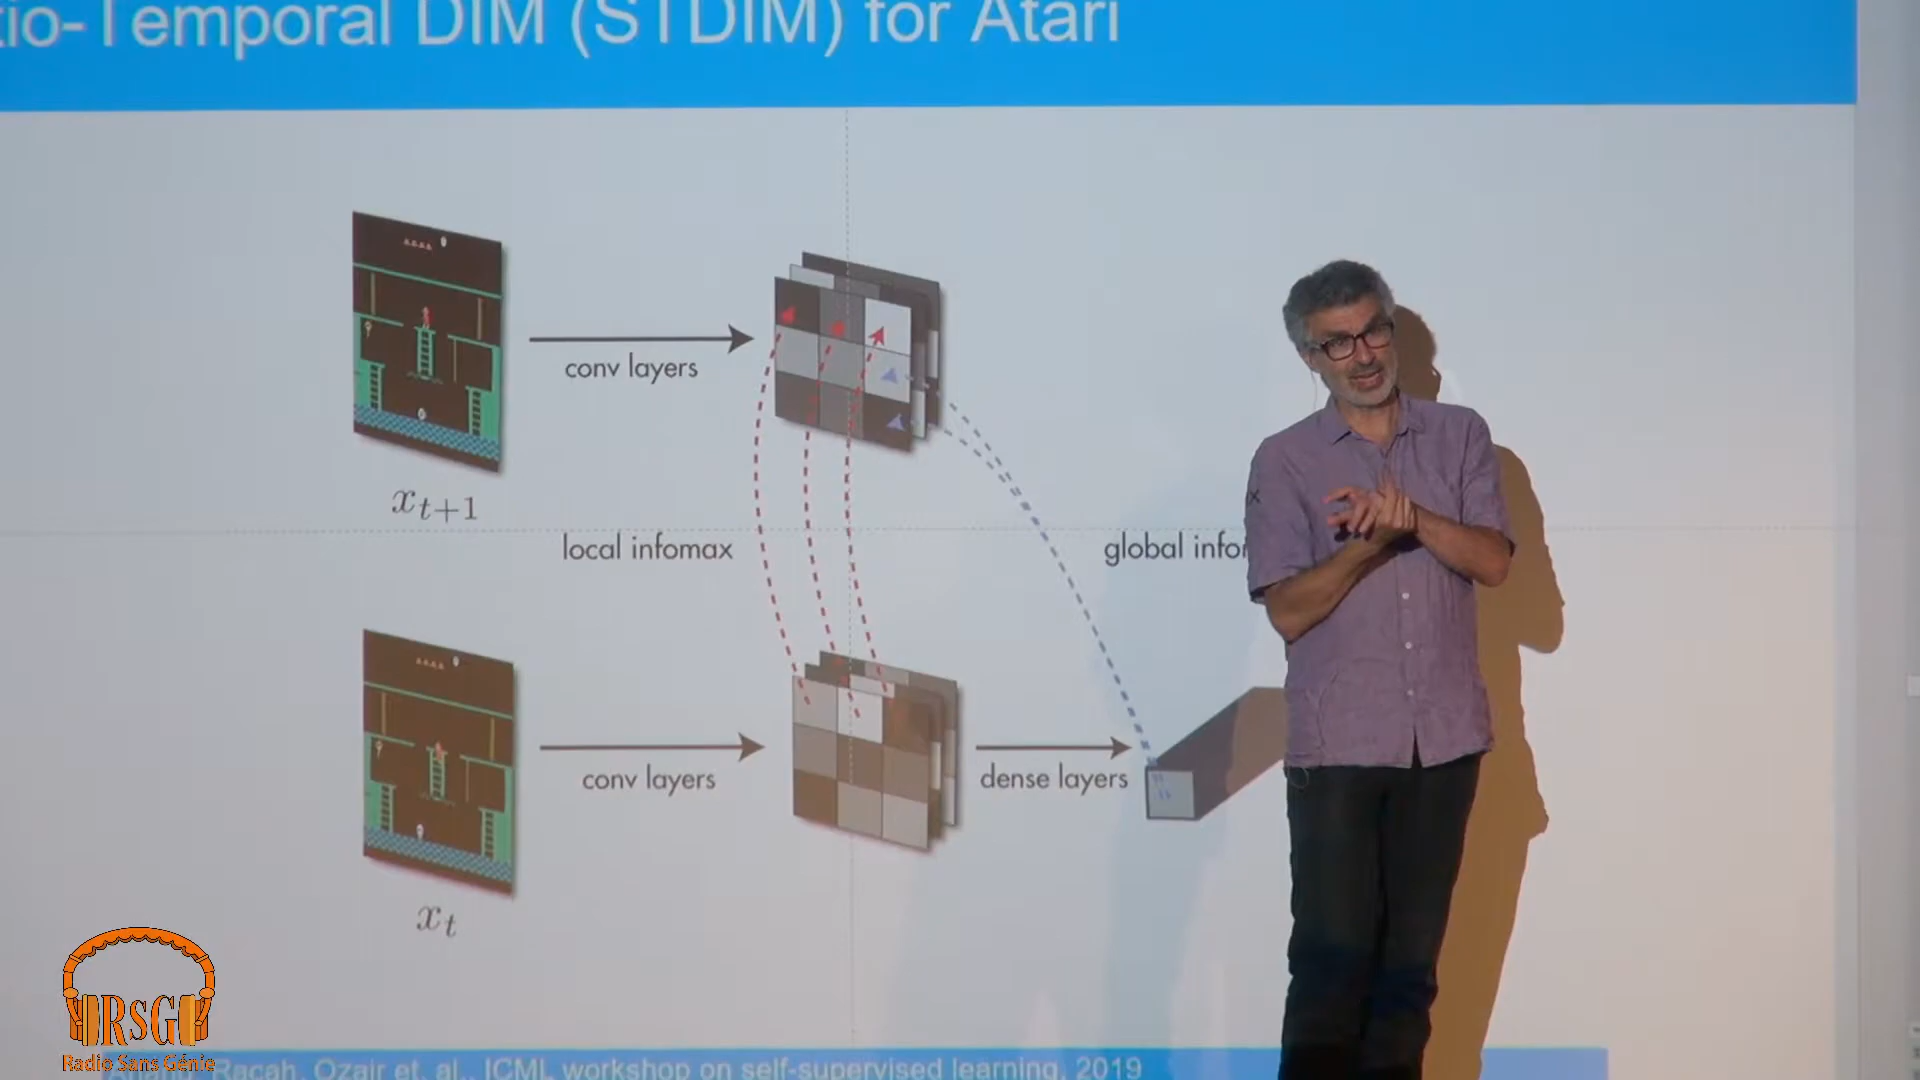 tio-Temporal DIM (STDIM) for Atari
conv layers
x_{t+1}
local infomax
global info
x
conv layers
dense layers
x_t
RSG
Radio Sans Génie
Racah, Ozair et. al., ICML workshop on self-supervised learning, 2019